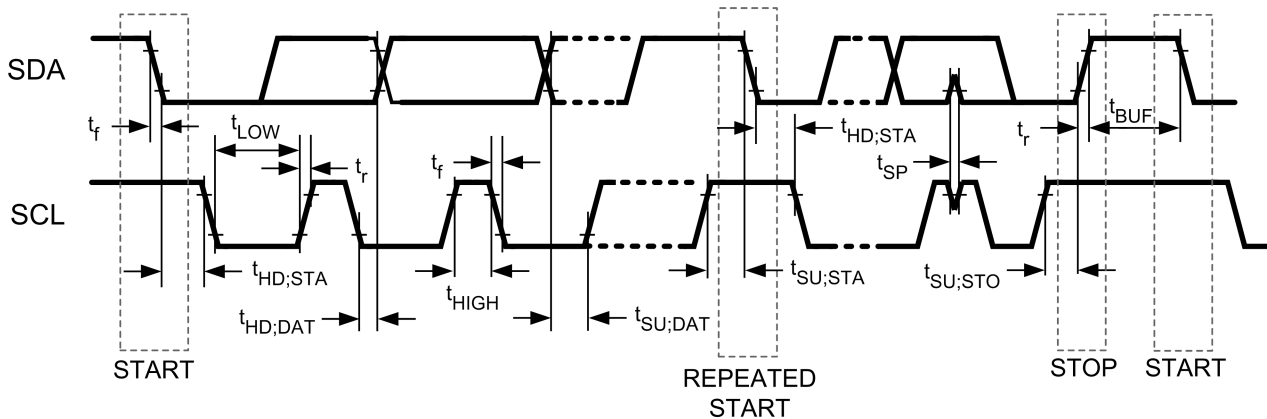 SDA
t_f
t_LOW
t_r
t_f
t_HD;STA
t_SP
t_r
t_BUF
SCL
t_HD;STA
t_HD;DAT
t_HIGH
t_SU;DAT
t_SU;STA
t_SU;STO
START
REPEATED
START
STOP
START